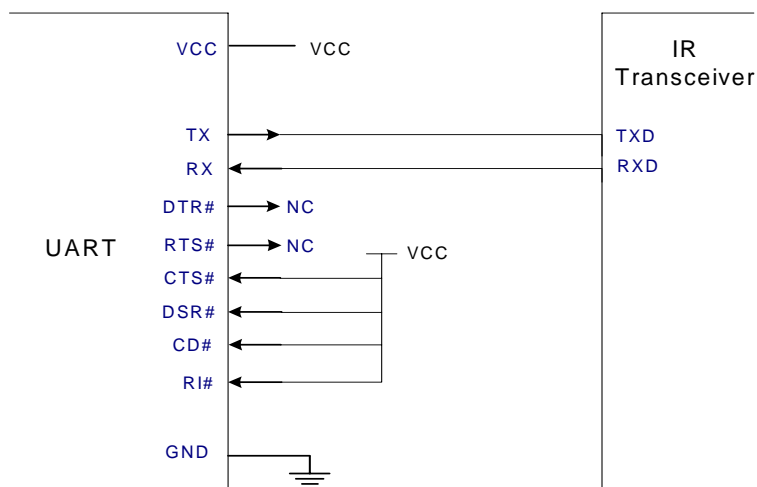 VCC VCC IR
Transceiver
TX TXD
RX RXD
DTR# NC
UART RTS# NC VCC
CTS#
DSR#
CD#
RI#
GND